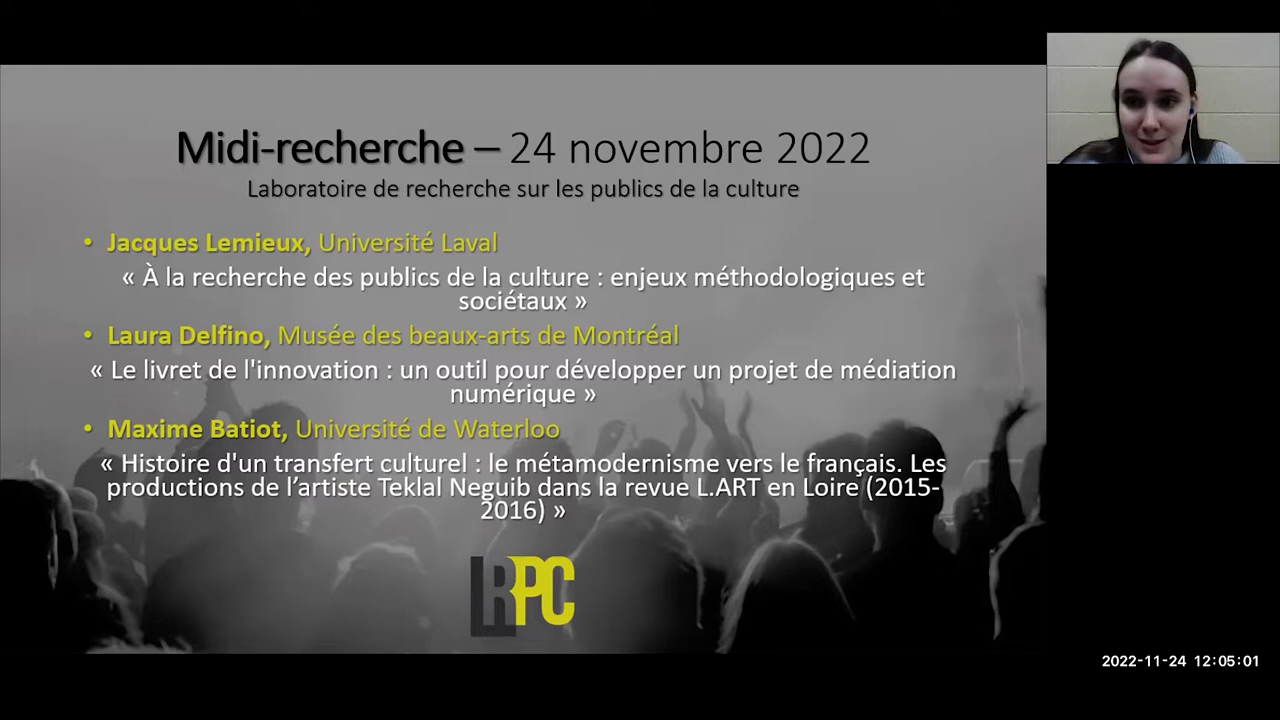 Midi-recherche – 24 novembre 2022
Laboratoire de recherche sur les publics de la culture
• Jacques Lemieux, Université Laval
« À la recherche des publics de la culture : enjeux méthodologiques et
sociétaux »
• Laura Delfino, Musée des beaux-arts de Montréal
« Le livret de l'innovation : un outil pour développer un projet de médiation
numérique »
• Maxime Batiot, Université de Waterloo
« Histoire d'un transfert culturel : le métamodernisme vers le français. Les
productions de l’artiste Teklal Neguib dans la revue L.ART en Loire (2015-
2016) »
LRPC
2022-11-24 12:05:01